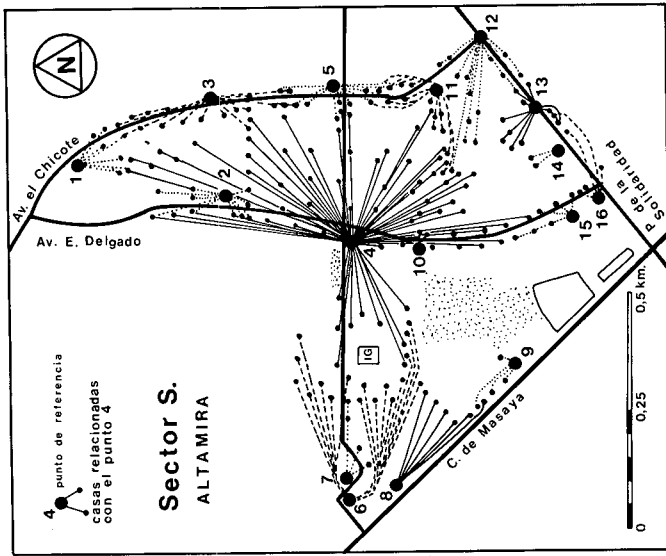 N
4 punto de referencia
casas relacionadas
con el punto 4
Sector S.
ALTAMIRA
Av. el Chicote
Av. E. Delgado
1
2
3
4
5
6
7
8
9
10
11
12
13
14
15
16
IG
C. de Masaya
P. de la
Solidaridad
0
0,25
0,5 km.